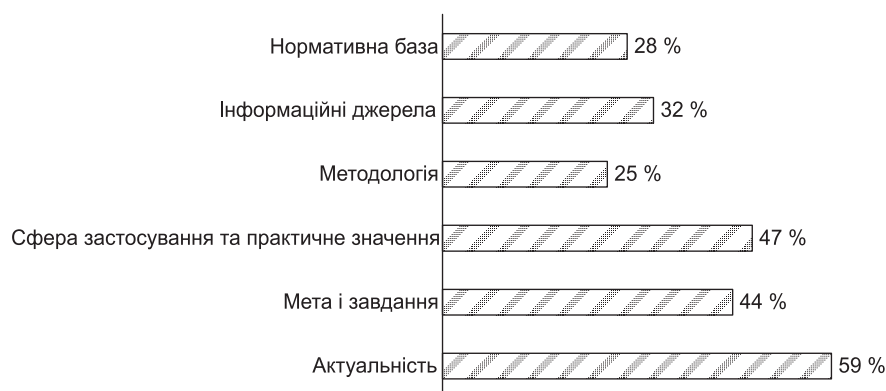 Нормативна база 28 %
Інформаційні джерела 32 %
Методологія 25 %
Сфера застосування та практичне значення 47 %
Мета і завдання 44 %
Актуальність 59 %